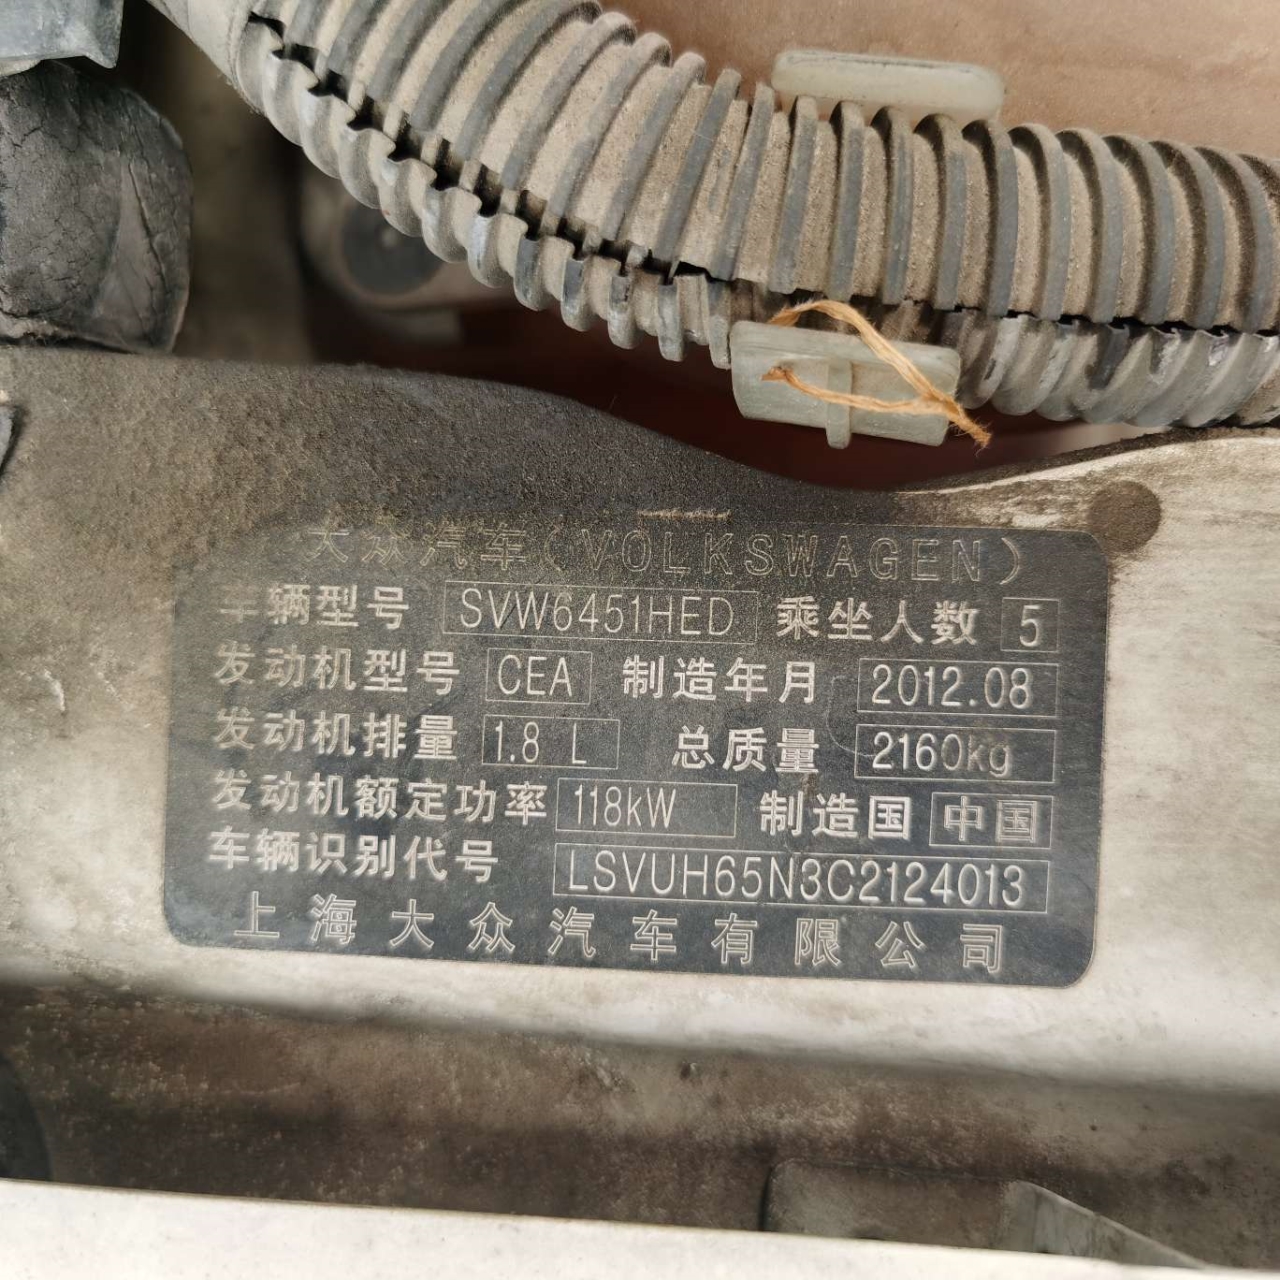 大众汽车(VOLKSWAGEN)
车辆型号 SVW6451HED 乘坐人数 5
发动机型号 CEA 制造年月 2012.08
发动机排量 1.8 L 总质量 2160kg
发动机额定功率 118kW 制造国 中国
车辆识别代号 LSVUH65N3C2124013
上海大众汽车有限公司